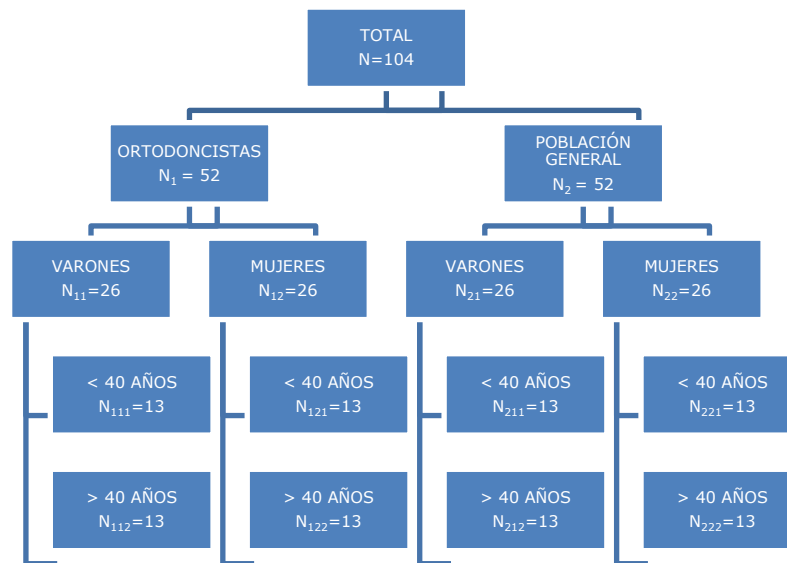 TOTAL
N=104
ORTODONCISTAS
N₁ = 52
POBLACIÓN
GENERAL
N₂ = 52
VARONES
N₁₁=26
MUJERES
N₁₂=26
VARONES
N₂₁=26
MUJERES
N₂₂=26
< 40 AÑOS
N₁₁₁=13
< 40 AÑOS
N₁₂₁=13
< 40 AÑOS
N₂₁₁=13
< 40 AÑOS
N₂₂₁=13
> 40 AÑOS
N₁₁₂=13
> 40 AÑOS
N₁₂₂=13
> 40 AÑOS
N₂₁₂=13
> 40 AÑOS
N₂₂₂=13